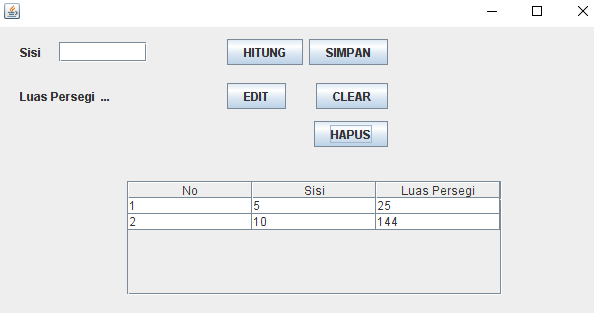 Sisi HITUNG SIMPAN
Luas Persegi ... EDIT CLEAR
HAPUS
No Sisi Luas Persegi
1 5 25
2 10 144